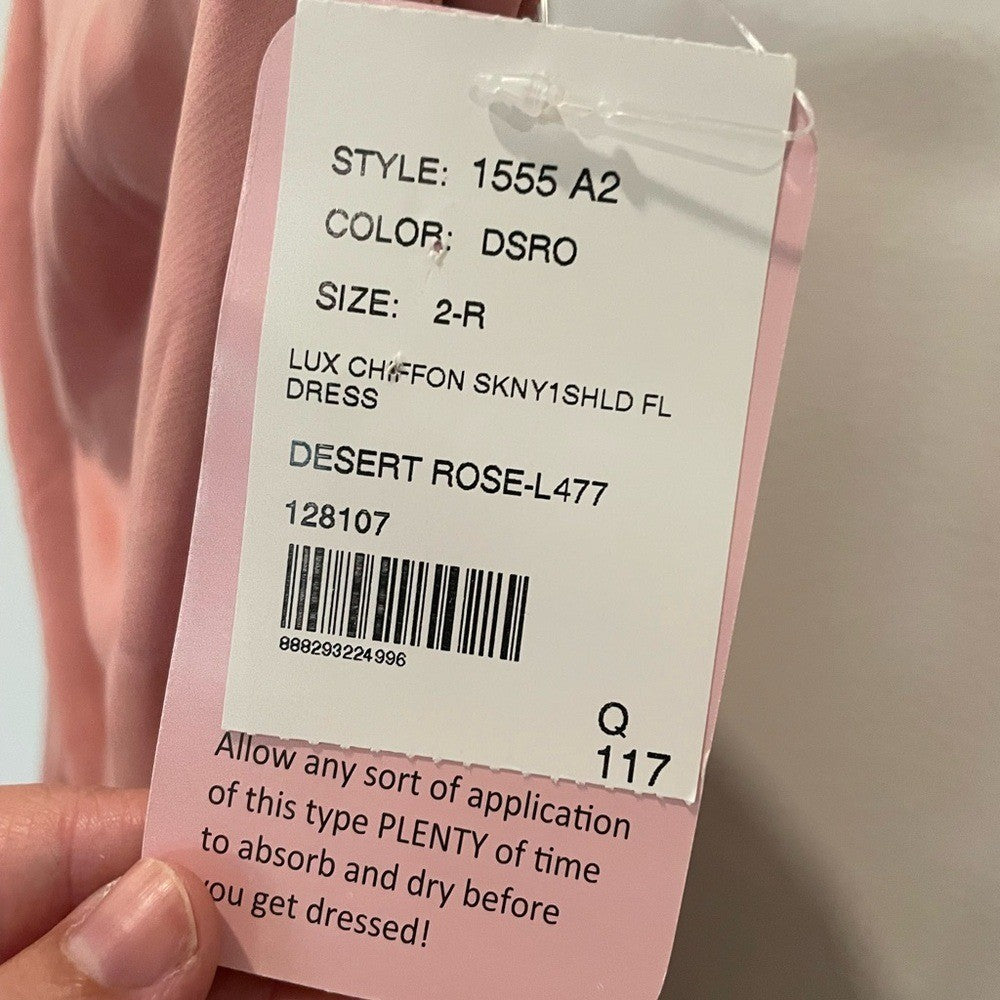 STYLE: 1555 A2
COLOR: DSRO
SIZE: 2-R
LUX CHIFFON SKNY1SHLD FL
DRESS
DESERT ROSE-L477
128107
888293224996
Q
117
Allow any sort of application
of this type PLENTY of time
to absorb and dry before
you get dressed!